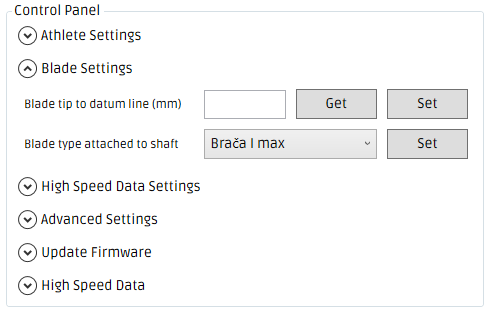 Control Panel
Athlete Settings
Blade Settings
Blade tip to datum line (mm) Get Set
Blade type attached to shaft Brača I max Set
High Speed Data Settings
Advanced Settings
Update Firmware
High Speed Data